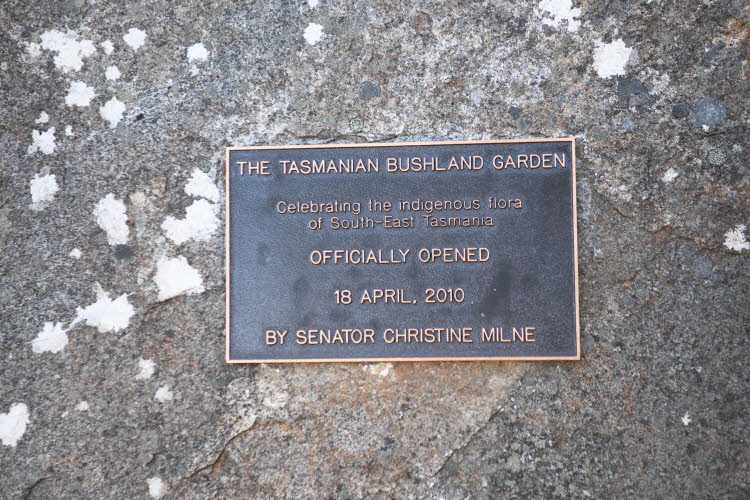 THE TASMANIAN BUSHLAND GARDEN
Celebrating the indigenous flora
of South-East Tasmania
OFFICIALLY OPENED
18 APRIL, 2010
BY SENATOR CHRISTINE MILNE